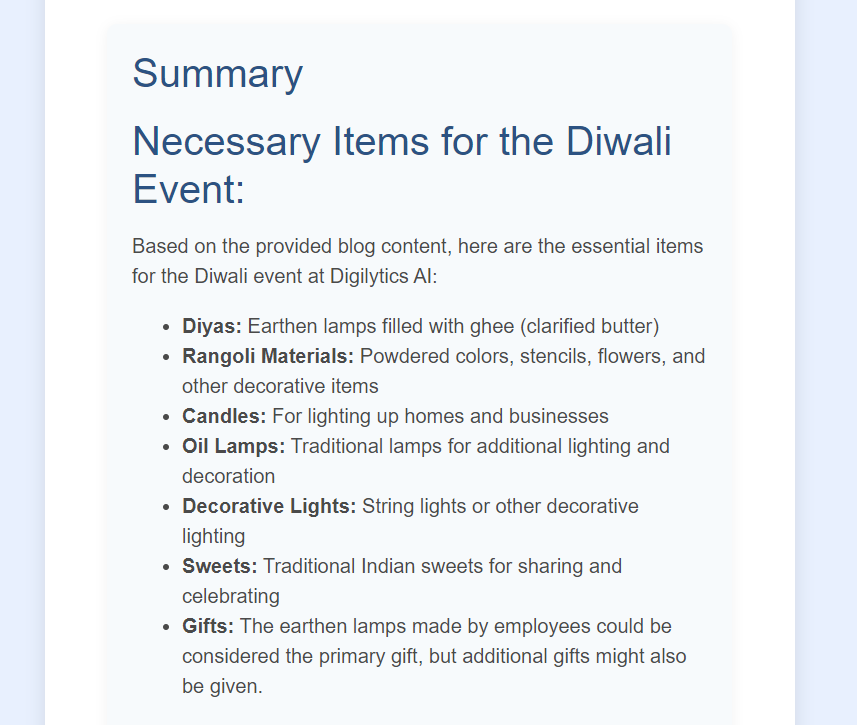 Summary
Necessary Items for the Diwali
Event:
Based on the provided blog content, here are the essential items
for the Diwali event at Digilytics AI:
• Diyas: Earthen lamps filled with ghee (clarified butter)
• Rangoli Materials: Powdered colors, stencils, flowers, and
other decorative items
• Candles: For lighting up homes and businesses
• Oil Lamps: Traditional lamps for additional lighting and
decoration
• Decorative Lights: String lights or other decorative
lighting
• Sweets: Traditional Indian sweets for sharing and
celebrating
• Gifts: The earthen lamps made by employees could be
considered the primary gift, but additional gifts might also
be given.